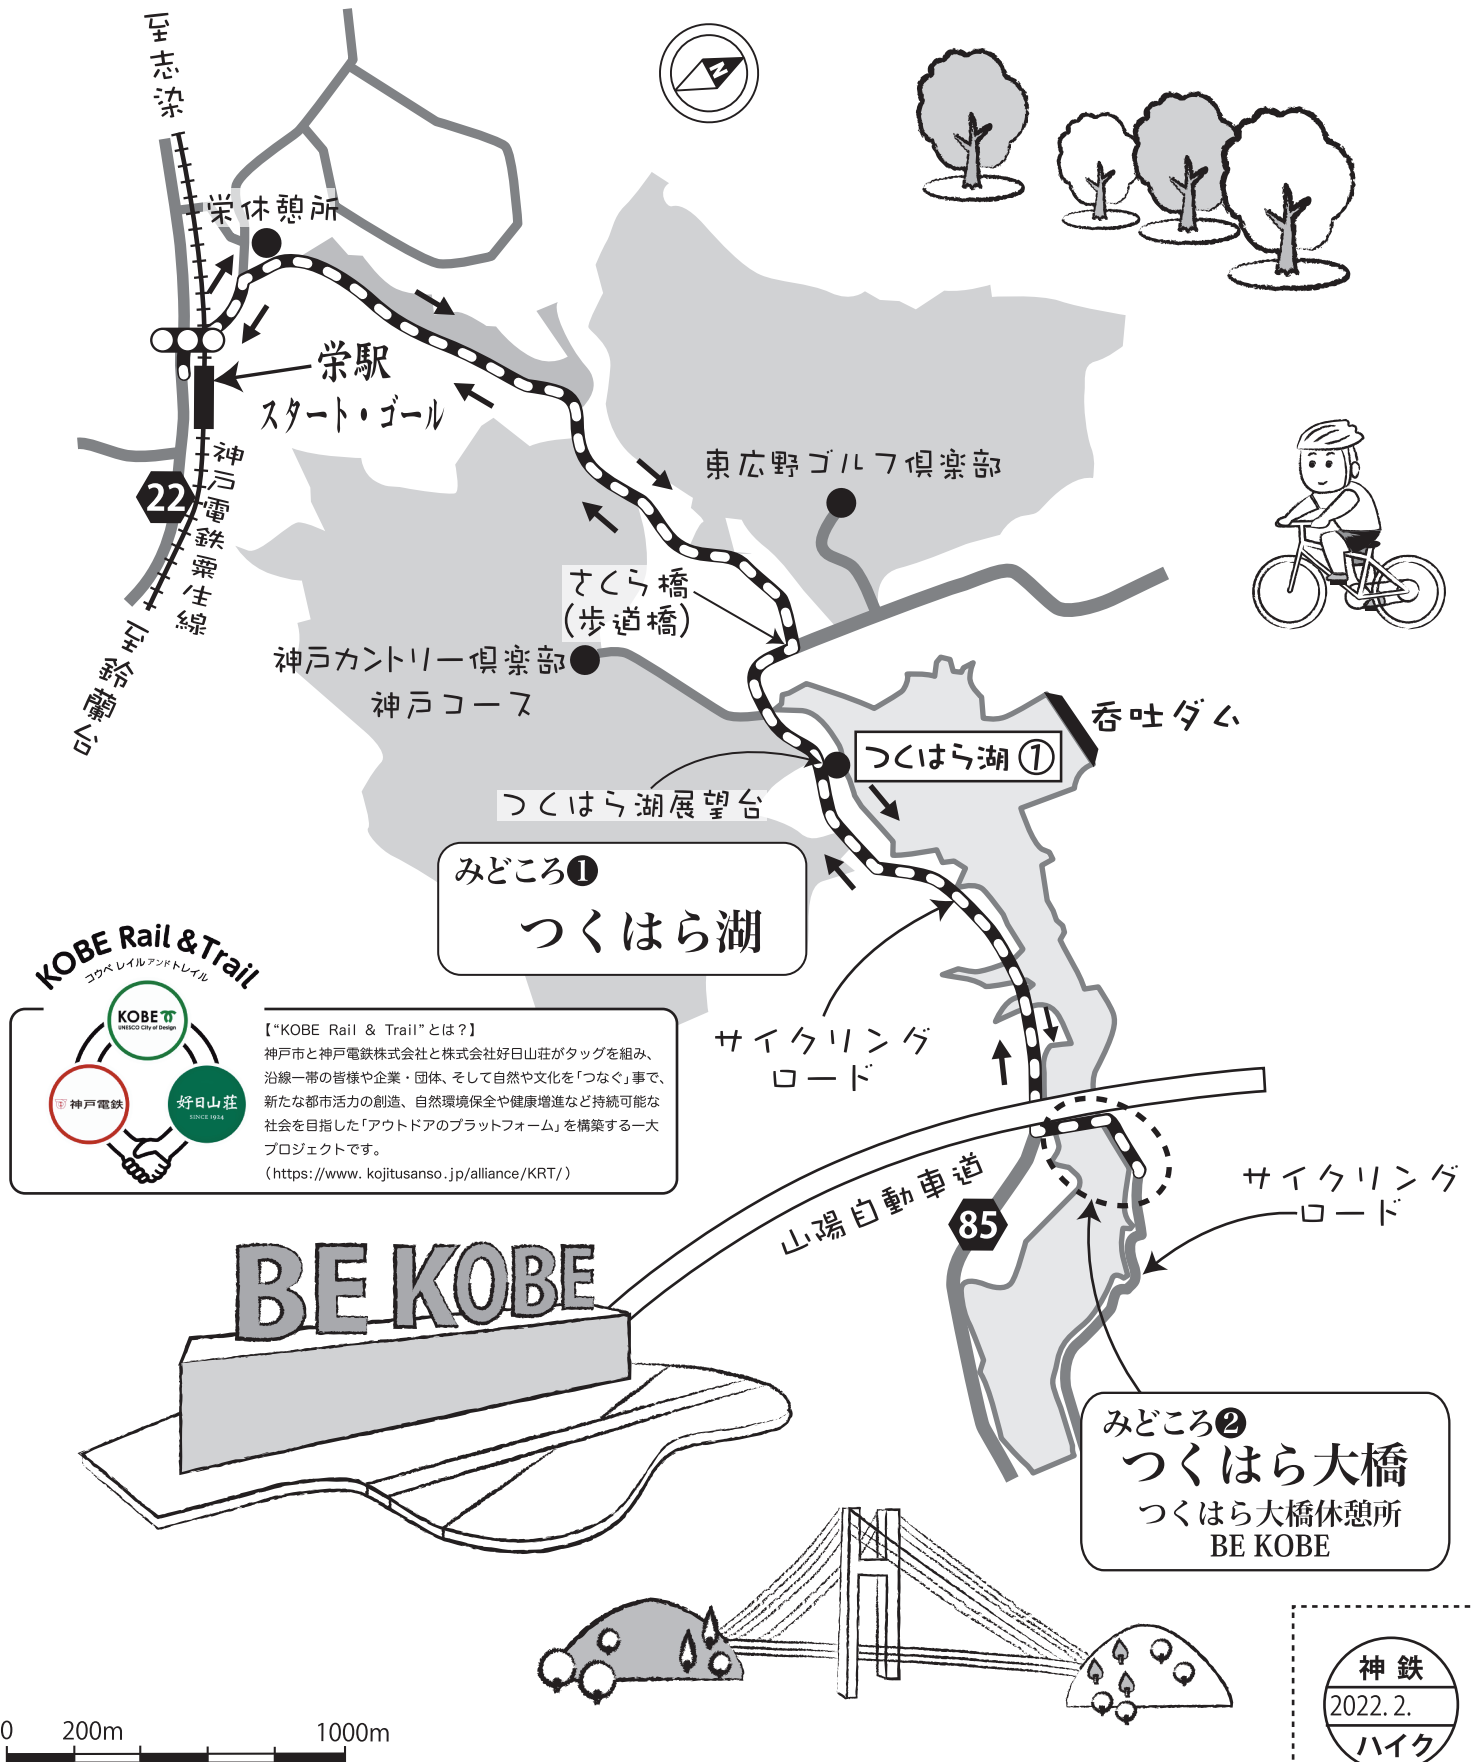 至志染
N
栄休憩所
栄駅
スタート・ゴール
神戸電鉄粟生線
22
至鈴蘭台
東広野ゴルフ倶楽部
さくら橋
(歩道橋)
神戸カントリー倶楽部
神戸コース
呑吐ダム
つくはら湖①
つくはら湖展望台
みどころ❶
つくはら湖
サイクリング
ロード
KOBE Rail & Trail
コウベ レイル アンド トレイル
KOBE
UNESCO City of Design
神戸電鉄
好日山荘
SINCE 1924
【“KOBE Rail & Trail”とは？】
神戸市と神戸電鉄株式会社と株式会社好日山荘がタッグを組み、
沿線一帯の皆様や企業・団体、そして自然や文化を「つなぐ」事で、
新たな都市活力の創造、自然環境保全や健康増進など持続可能な
社会を目指した「アウトドアのプラットフォーム」を構築する一大
プロジェクトです。
（https://www. kojitusanso.jp/alliance/KRT/）
山陽自動車道
85
サイクリング
ロード
BE KOBE
みどころ❷
つくはら大橋
つくはら大橋休憩所
BE KOBE
神鉄
2022. 2.
ハイク
0 200m 1000m